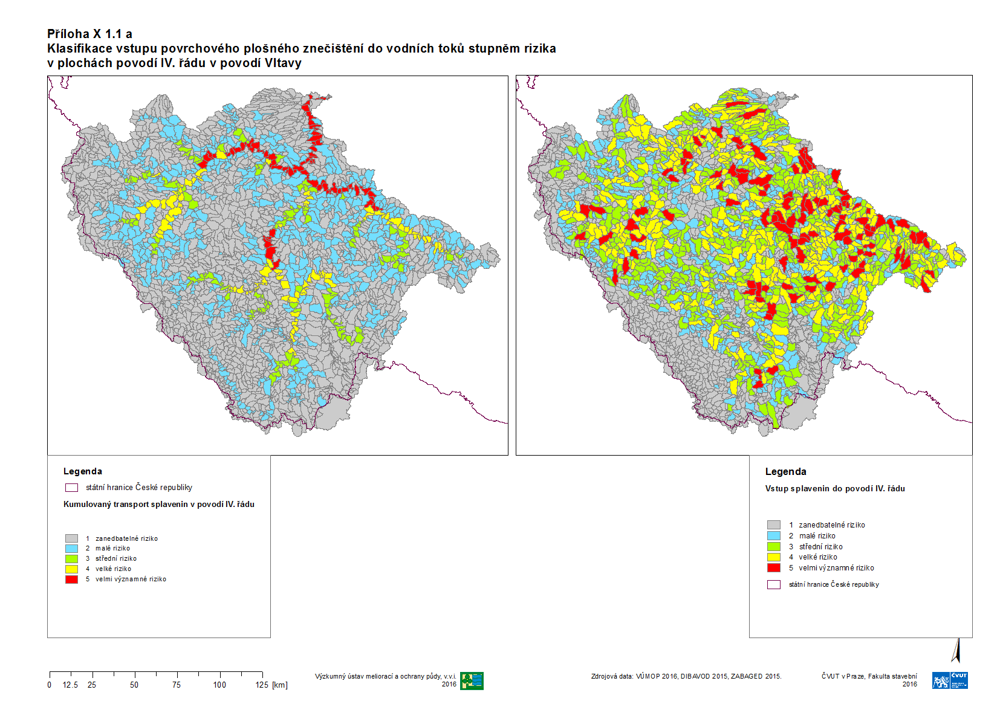 Příloha X 1.1 a
Klasifikace vstupu povrchového plošného znečištění do vodních toků stupněm rizika
v plochách povodí IV. řádu v povodí Vltavy
Legenda
státní hranice České republiky
Kumulovaný transport splavenin v povodí IV. řádu
1 zanedbatelné riziko
2 malé riziko
3 střední riziko
4 velké riziko
5 velmi významné riziko
Legenda
Vstup splavenin do povodí IV. řádu
1 zanedbatelné riziko
2 malé riziko
3 střední riziko
4 velké riziko
5 velmi významné riziko
státní hranice České republiky
0 12.5 25 50 75 100 125 [km]
Výzkumný ústav meliorací a ochrany půdy, v.v.i.
2016
Zdrojová data: VÚMOP 2016, DIBAVOD 2015, ZABAGED 2015.
ČVUT v Praze, Fakulta stavební
2016
ČVUT